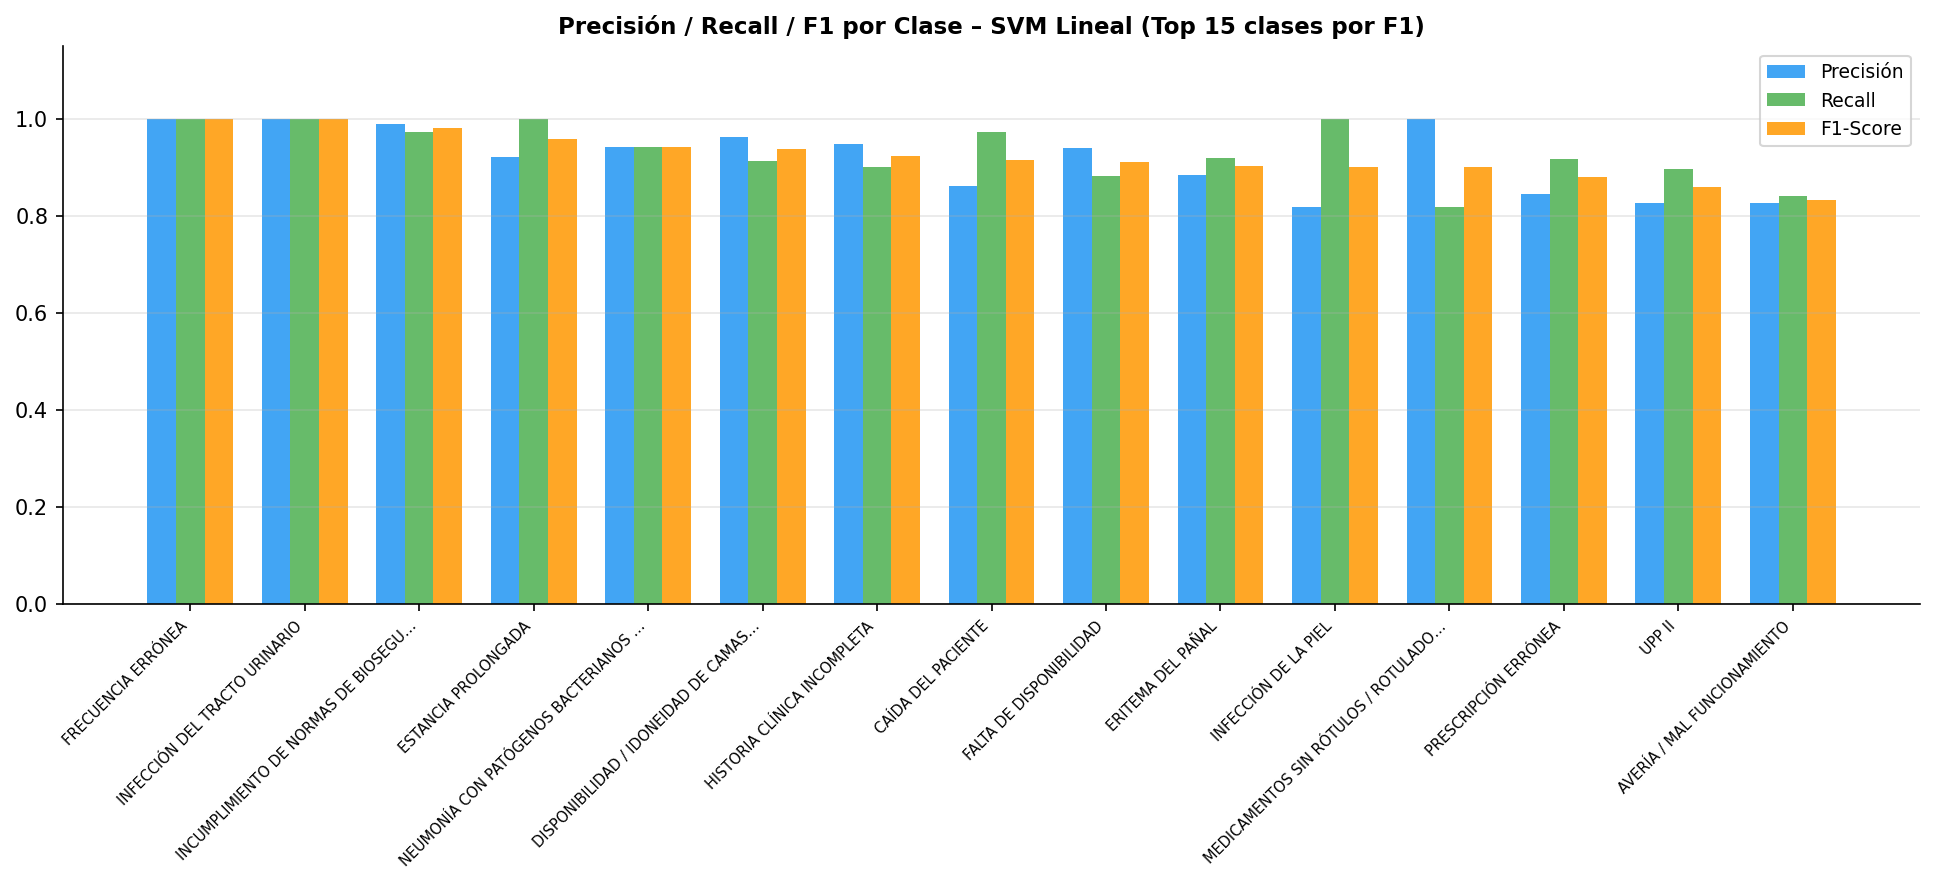 Precisión / Recall / F1 por Clase – SVM Lineal (Top 15 clases por F1)
Precisión
Recall
F1-Score
1.0
0.8
0.6
0.4
0.2
0.0
FRECUENCIA ERRÓNEA
INFECCIÓN DEL TRACTO URINARIO
INCUMPLIMIENTO DE NORMAS DE BIOSEGU...
ESTANCIA PROLONGADA
NEUMONÍA CON PATÓGENOS BACTERIANOS ...
DISPONIBILIDAD / IDONEIDAD DE CAMAS...
HISTORIA CLÍNICA INCOMPLETA
CAÍDA DEL PACIENTE
FALTA DE DISPONIBILIDAD
ERITEMA DEL PAÑAL
INFECCIÓN DE LA PIEL
MEDICAMENTOS SIN RÓTULOS / ROTULADO...
PRESCRIPCIÓN ERRÓNEA
UPP II
AVERÍA / MAL FUNCIONAMIENTO